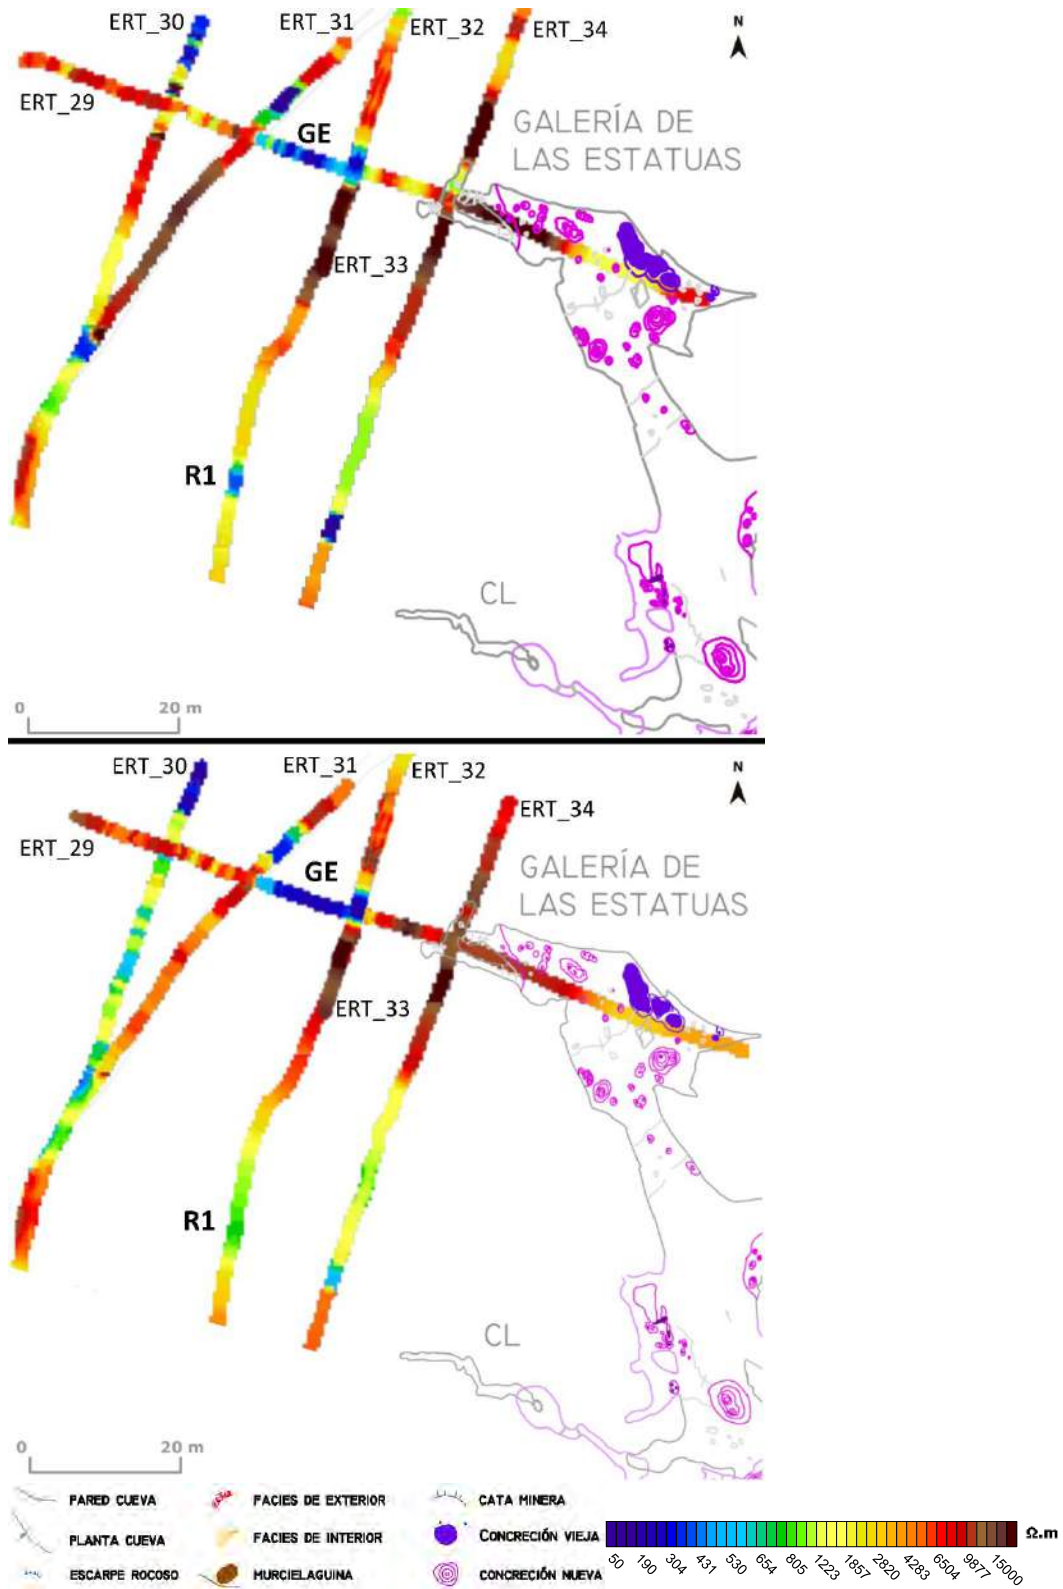 ERT_30
ERT_31
ERT_32
ERT_34
N
ERT_29
GE
GALERÍA DE
LAS ESTATUAS
ERT_33
R1
CL
0 20 m
ERT_30
ERT_31
ERT_32
ERT_34
N
ERT_29
GE
GALERÍA DE
LAS ESTATUAS
ERT_33
R1
CL
0 20 m
PARED CUEVA
FACIES DE EXTERIOR
CATA MINERA
PLANTA CUEVA
FACIES DE INTERIOR
CONCRECIÓN VIEJA
ESCARPE ROCOSO
MURCIELAGUINA
CONCRECIÓN NUEVA
Ω.m
50 190 304 431 530 654 805 1223 1857 2820 4283 6504 9877 15000